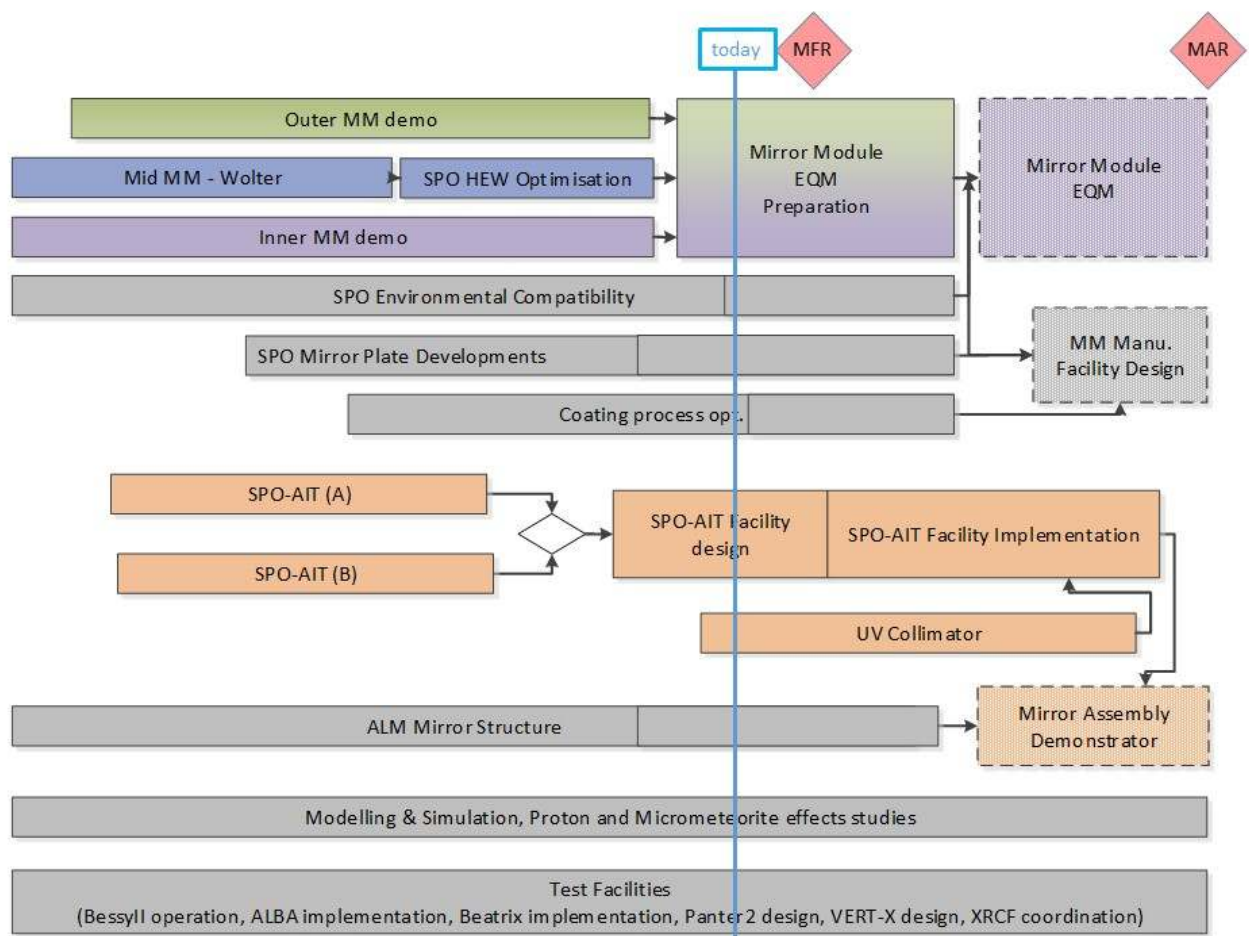 today
MFR
MAR
Outer MM demo
Mirror Module
EQM
Preparation
Mirror Module
EQM
Mid MM - Wolter
SPO HEW Optimisation
Inner MM demo
SPO Environmental Compatibility
SPO Mirror Plate Developments
MM Manu.
Facility Design
Coating process opt.
SPO-AIT (A)
SPO-AIT Facility
design
SPO-AIT Facility Implementation
SPO-AIT (B)
UV Collimator
ALM Mirror Structure
Mirror Assembly
Demonstrator
Modelling & Simulation, Proton and Micrometeorite effects studies
Test Facilities
(BessyII operation, ALBA implementation, Beatrix implementation, Panter2 design, VERT-X design, XRCF coordination)